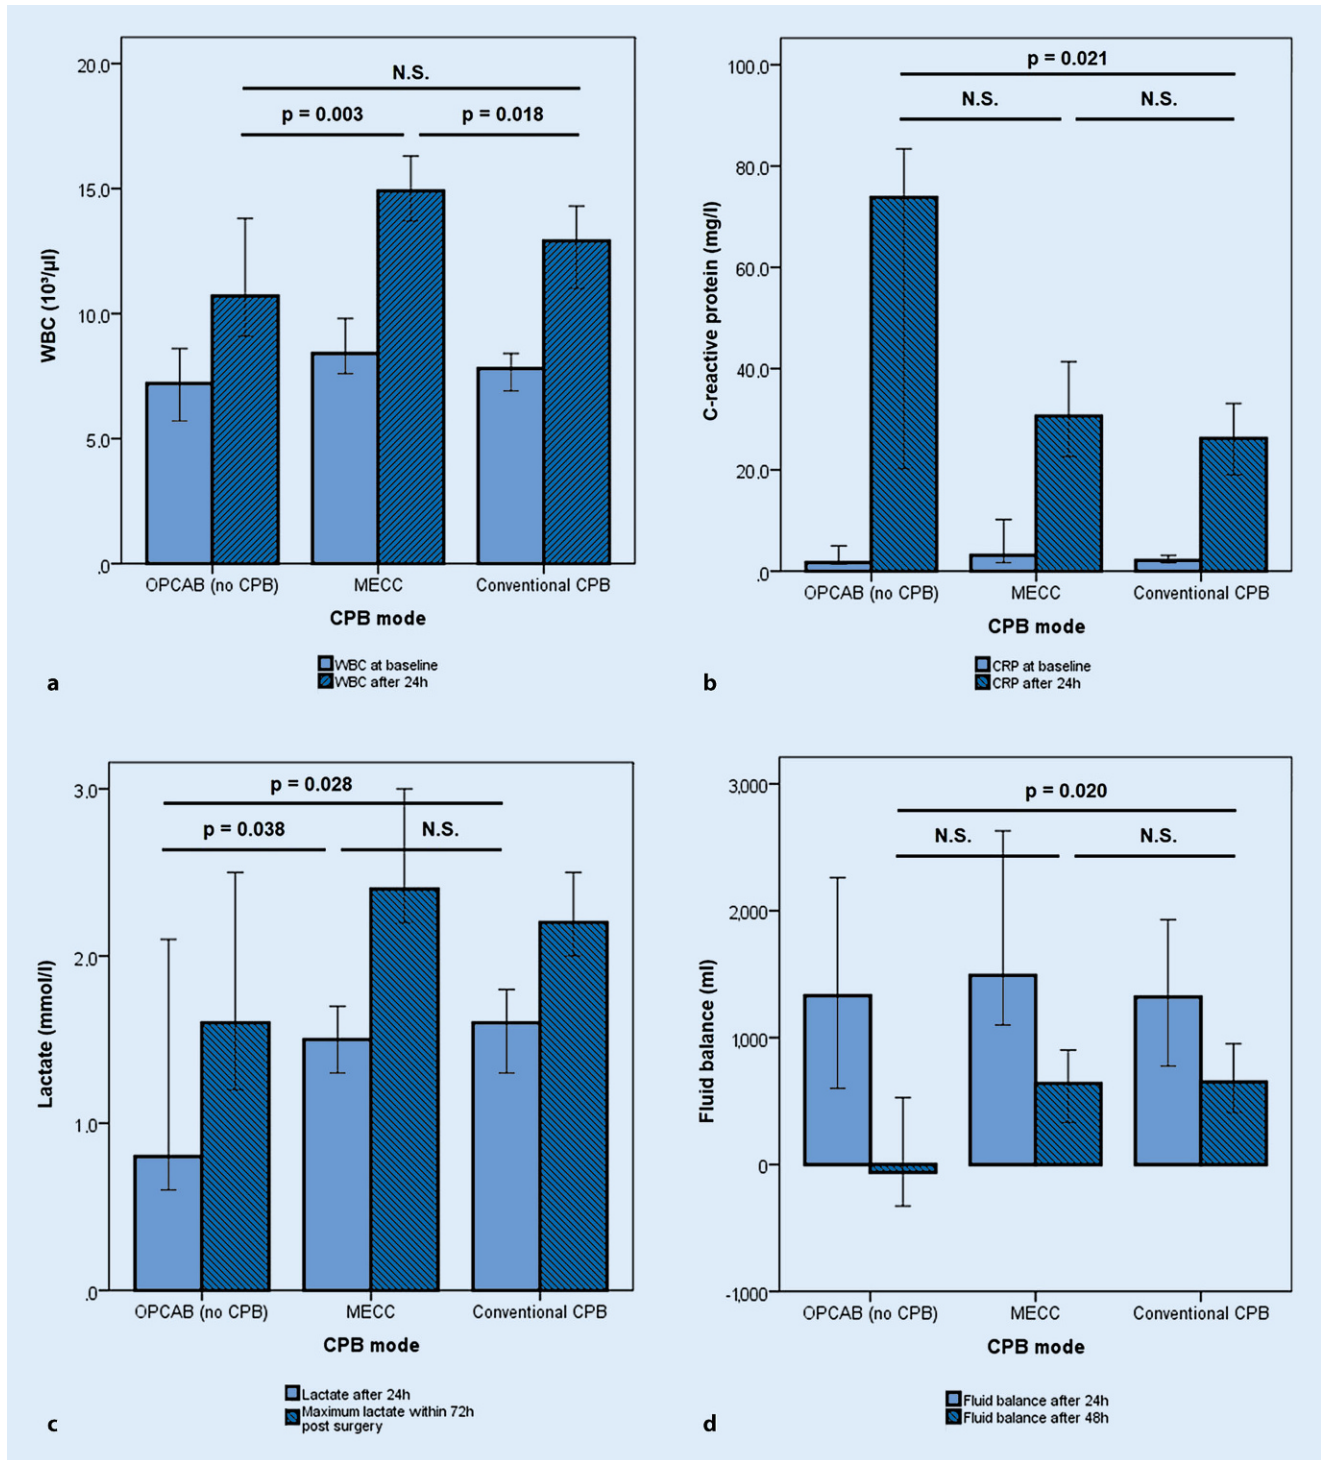 20.0
15.0
10.0
5.0
.0
WBC (10³/µl)
N.S.
p = 0.003
p = 0.018
OPCAB (no CPB)
MECC
Conventional CPB
CPB mode
WBC at baseline
WBC after 24h
a
100.0
80.0
60.0
40.0
20.0
.0
C-reactive protein (mg/l)
p = 0.021
N.S.
N.S.
OPCAB (no CPB)
MECC
Conventional CPB
CPB mode
CRP at baseline
CRP after 24h
b
3.0
2.0
1.0
.0
Lactate (mmol/l)
p = 0.028
p = 0.038
N.S.
OPCAB (no CPB)
MECC
Conventional CPB
CPB mode
Lactate after 24h
Maximum lactate within 72h
post surgery
c
3,000
2,000
1,000
0
-1,000
Fluid balance (ml)
p = 0.020
N.S.
N.S.
OPCAB (no CPB)
MECC
Conventional CPB
CPB mode
Fluid balance after 24h
Fluid balance after 48h
d